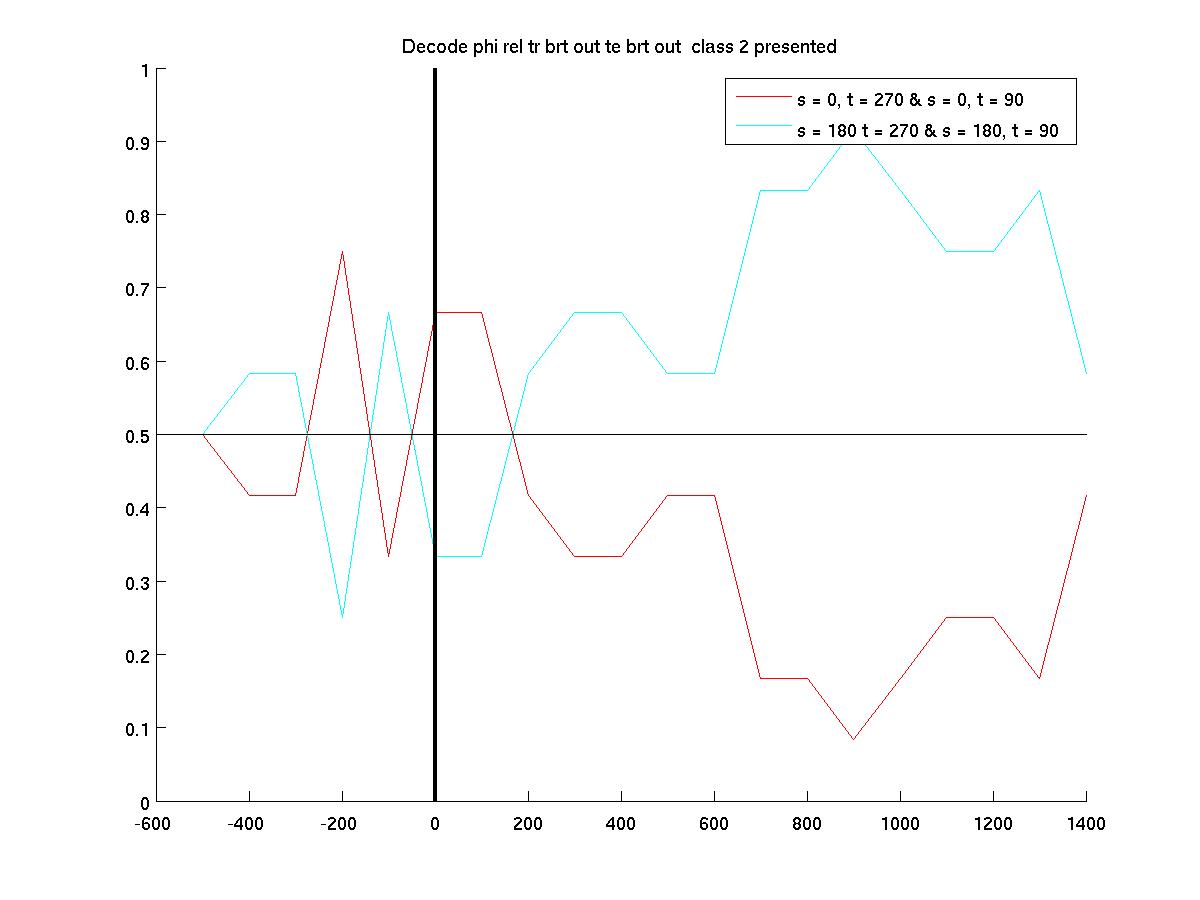 Decode phi rel tr brt out te brt out  class 2 presented
s = 0, t = 270 & s = 0, t = 90
s = 180 t = 270 & s = 180, t = 90
1
0.9
0.8
0.7
0.6
0.5
0.4
0.3
0.2
0.1
0
-600 -400 -200 0 200 400 600 800 1000 1200 1400